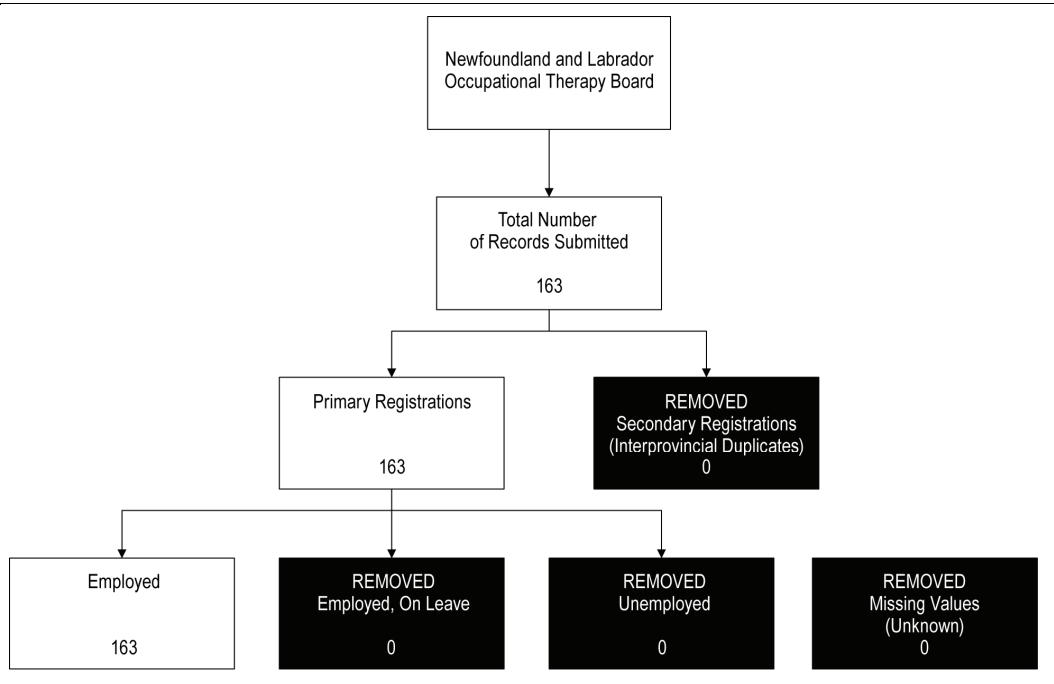 Newfoundland and Labrador
Occupational Therapy Board
Total Number
of Records Submitted
163
Primary Registrations
163
REMOVED
Secondary Registrations
(Interprovincial Duplicates)
0
Employed
163
REMOVED
Employed, On Leave
0
REMOVED
Unemployed
0
REMOVED
Missing Values
(Unknown)
0